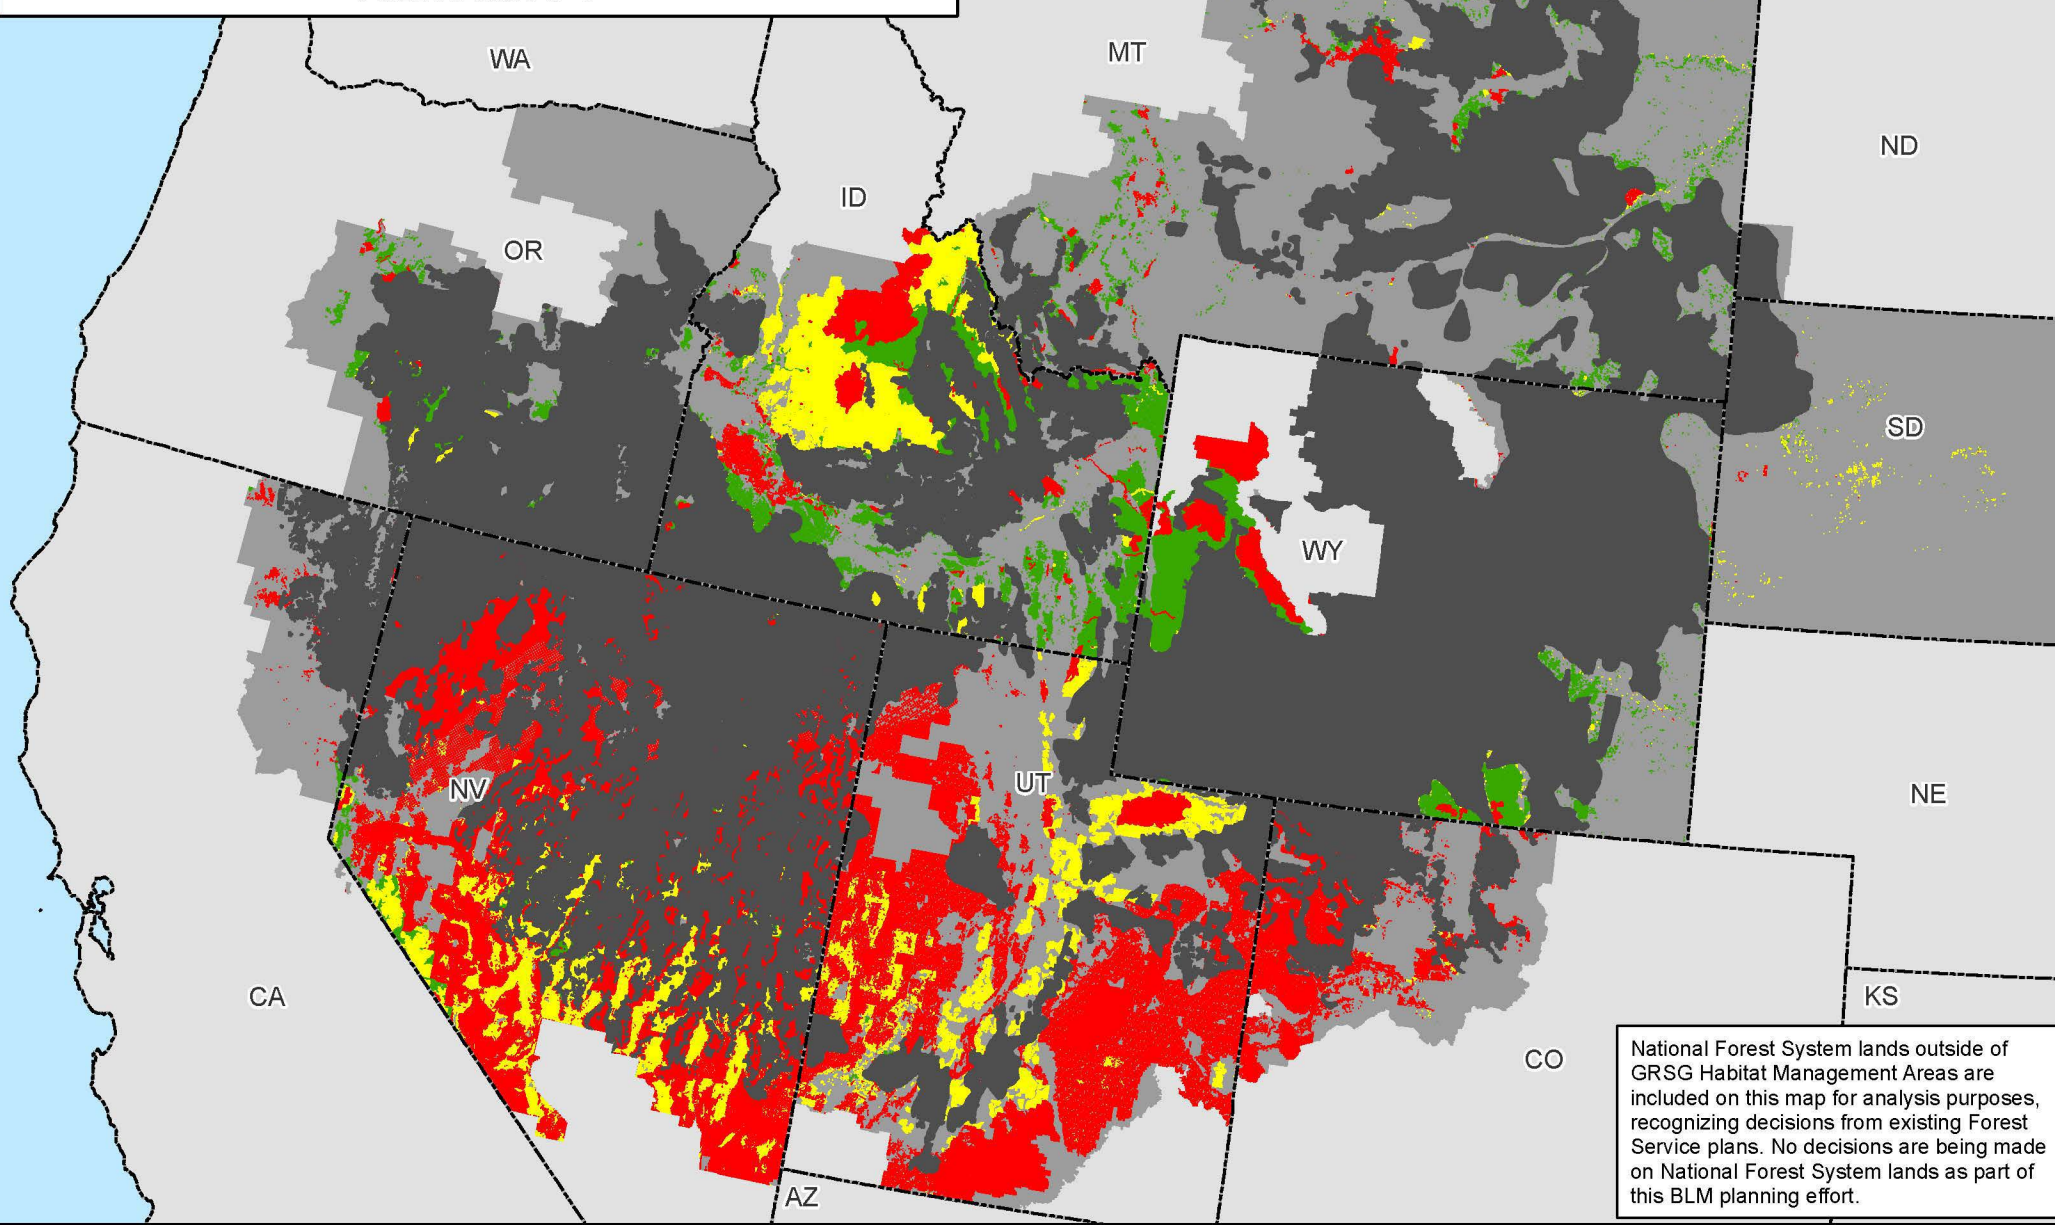 WA
MT
ND
ID
OR
SD
WY
NV
UT
NE
CA
KS
CO
AZ
National Forest System lands outside of
GRSG Habitat Management Areas are
included on this map for analysis purposes,
recognizing decisions from existing Forest
Service plans. No decisions are being made
on National Forest System lands as part of
this BLM planning effort.